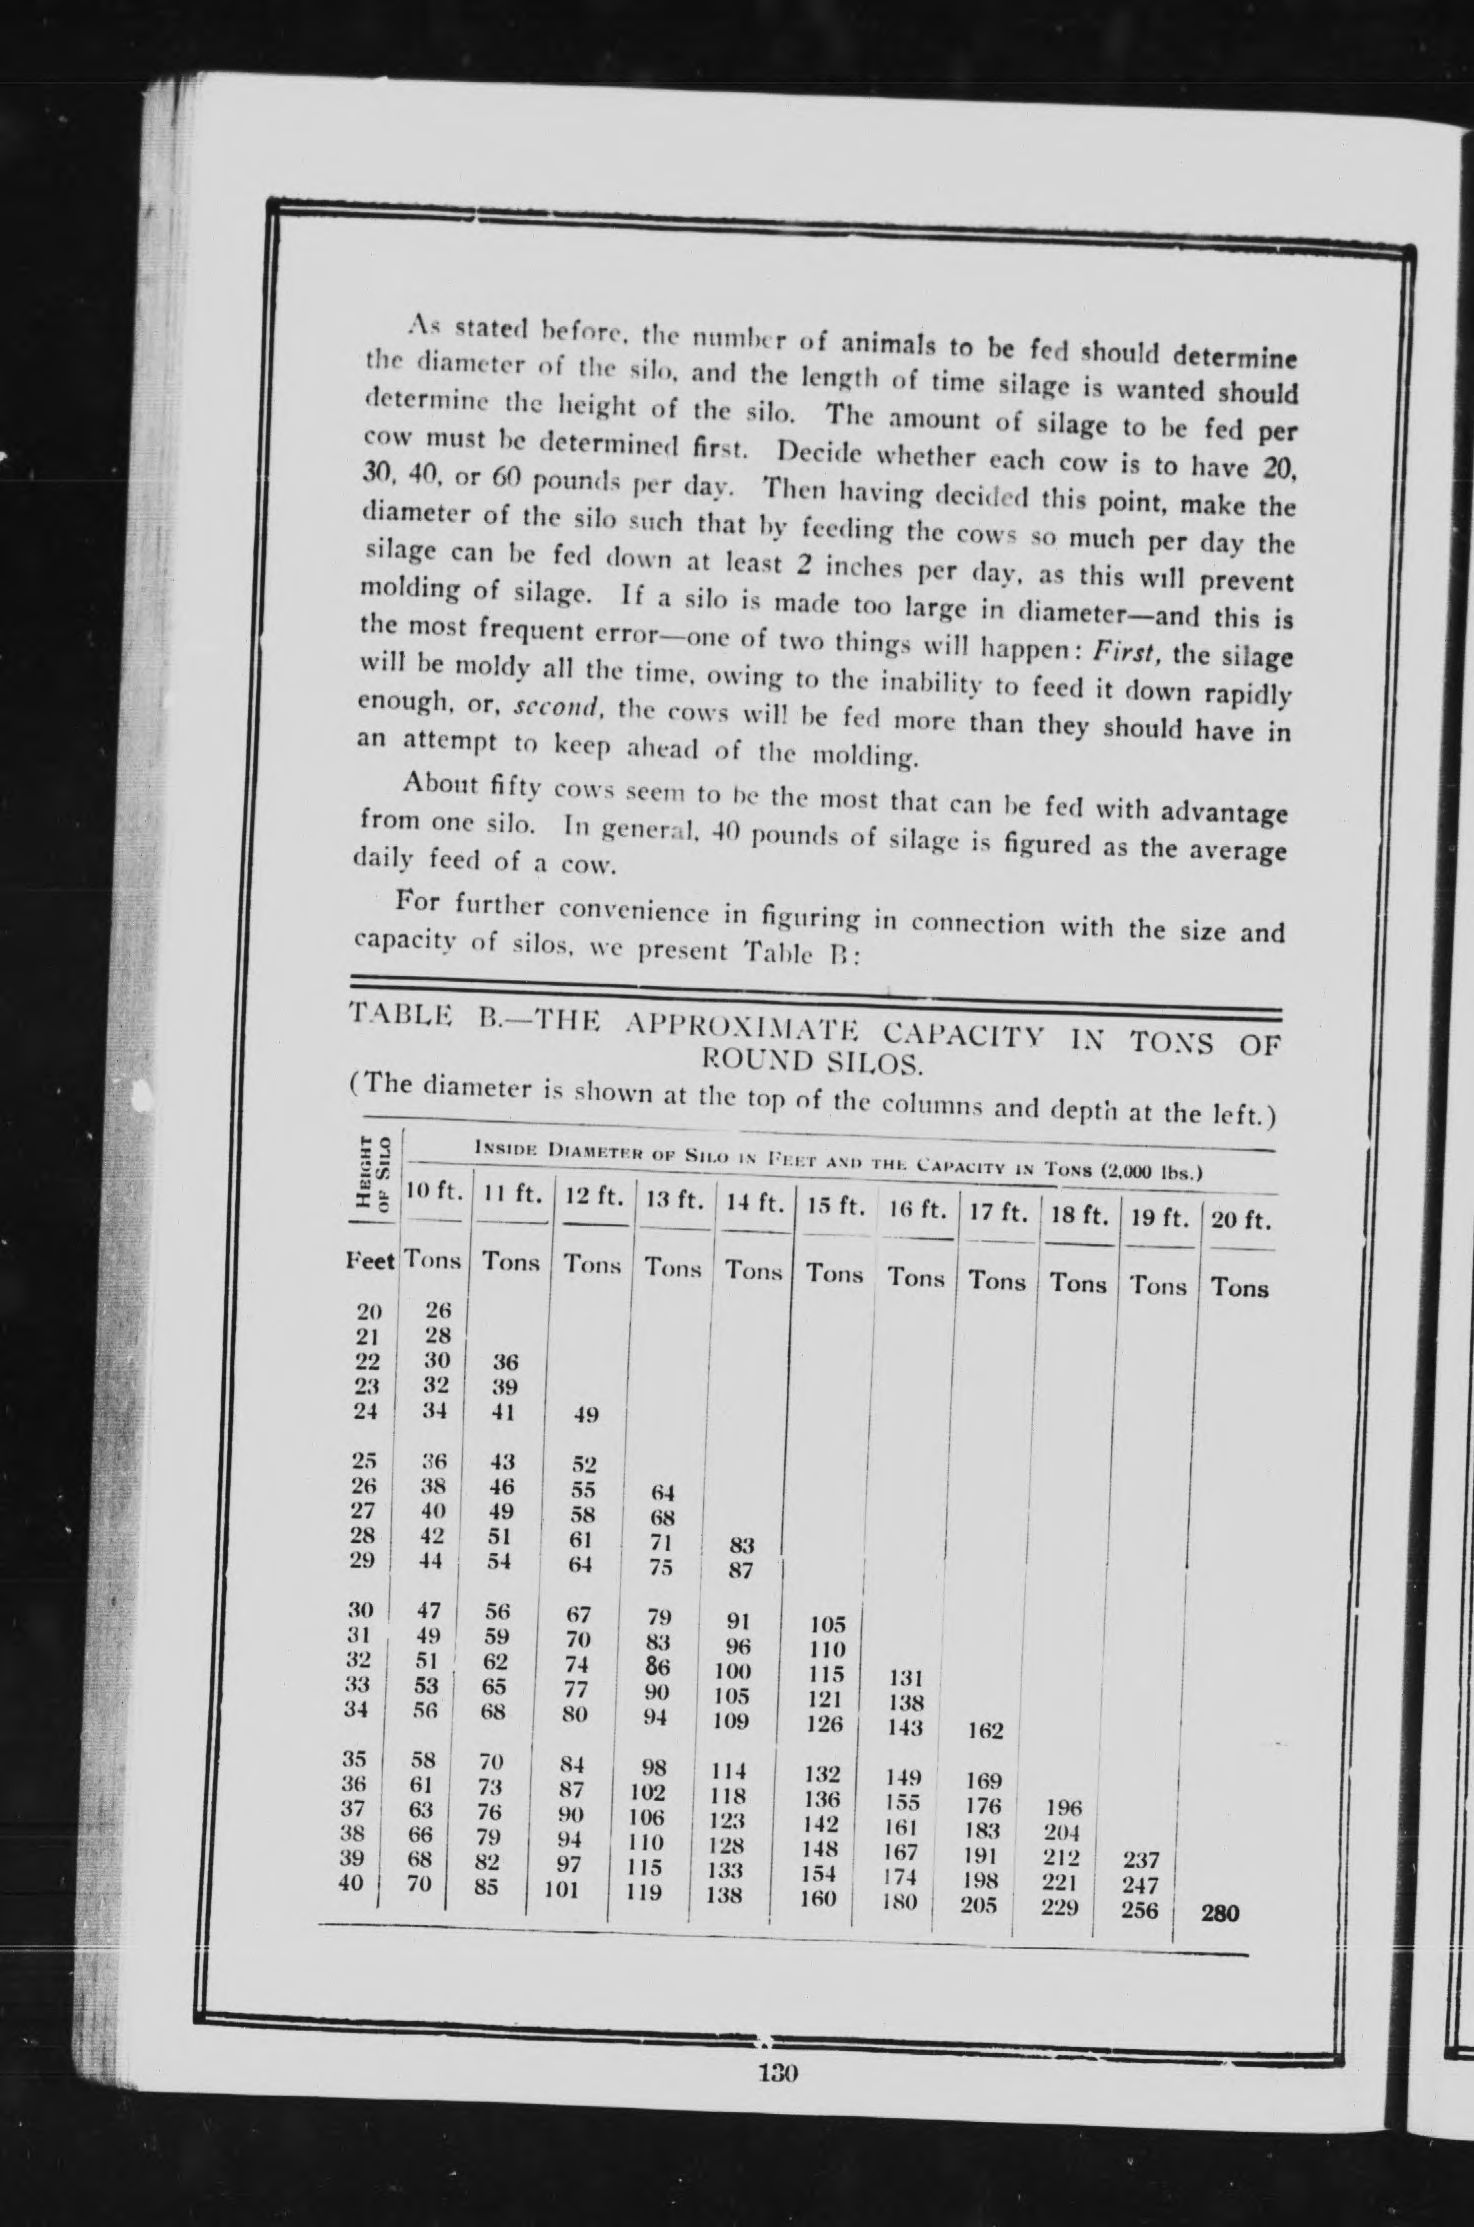 As stated before, the number of animals to be fed should determine
the diameter of the silo, and the length of time silage is wanted should
determine the height of the silo. The amount of silage to be fed per
cow must be determined first. Decide whether each cow is to have 20,
30, 40, or 60 pounds per day. Then having decided this point, make the
diameter of the silo such that by feeding the cows so much per day the
silage can be fed down at least 2 inches per day, as this will prevent
molding of silage. If a silo is made too large in diameter—and this is
the most frequent error—one of two things will happen: First, the silage
will be moldy all the time, owing to the inability to feed it down rapidly
enough, or, second, the cows will be fed more than they should have in
an attempt to keep ahead of the molding.
About fifty cows seem to be the most that can be fed with advantage
from one silo. In general, 40 pounds of silage is figured as the average
daily feed of a cow.
For further convenience in figuring in connection with the size and
capacity of silos, we present Table B:
TABLE B.—THE APPROXIMATE CAPACITY IN TONS OF
ROUND SILOS.
(The diameter is shown at the top of the columns and depth at the left.)
HEIGHT
OF SILO
INSIDE DIAMETER OF SILO IN FEET AND THE CAPACITY IN TONS (2,000 lbs.)
10 ft. 11 ft. 12 ft. 13 ft. 14 ft. 15 ft. 16 ft. 17 ft. 18 ft. 19 ft. 20 ft.
Feet Tons Tons Tons Tons Tons Tons Tons Tons Tons Tons Tons
20 26
21 28
22 30 36
23 32 39
24 34 41 49
25 36 43 52
26 38 46 55 64
27 40 49 58 68
28 42 51 61 71 83
29 44 54 64 75 87
30 47 56 67 79 91 105
31 49 59 70 83 96 110
32 51 62 74 86 100 115 131
33 53 65 77 90 105 121 138
34 56 68 80 94 109 126 143 162
35 58 70 84 98 114 132 149 169
36 61 73 87 102 118 136 155 176 196
37 63 76 90 106 123 142 161 183 204
38 66 79 94 110 128 148 167 191 212 237
39 68 82 97 115 133 154 174 198 221 247
40 70 85 101 119 138 160 180 205 229 256 280
130